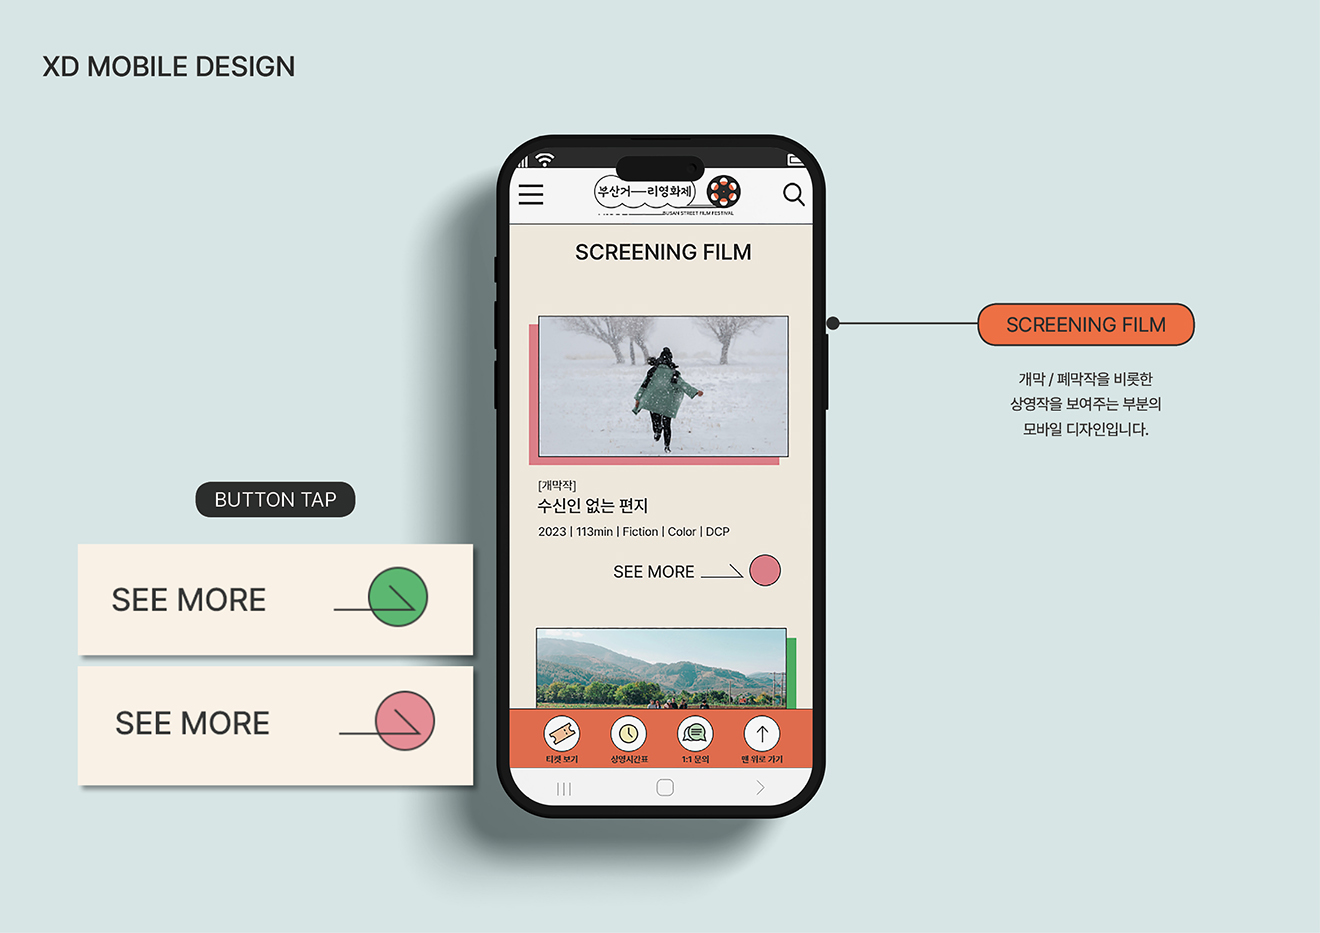 XD MOBILE DESIGN
부산거—리영화제
BUSAN STREET FILM FESTIVAL
SCREENING FILM
[개막작]
수신인 없는 편지
2023 | 113min | Fiction | Color | DCP
SEE MORE
티켓 보기
상영시간표
1:1 문의
맨 위로 가기
SCREENING FILM
개막 / 폐막작을 비롯한
상영작을 보여주는 부분의
모바일 디자인입니다.
BUTTON TAP
SEE MORE
SEE MORE